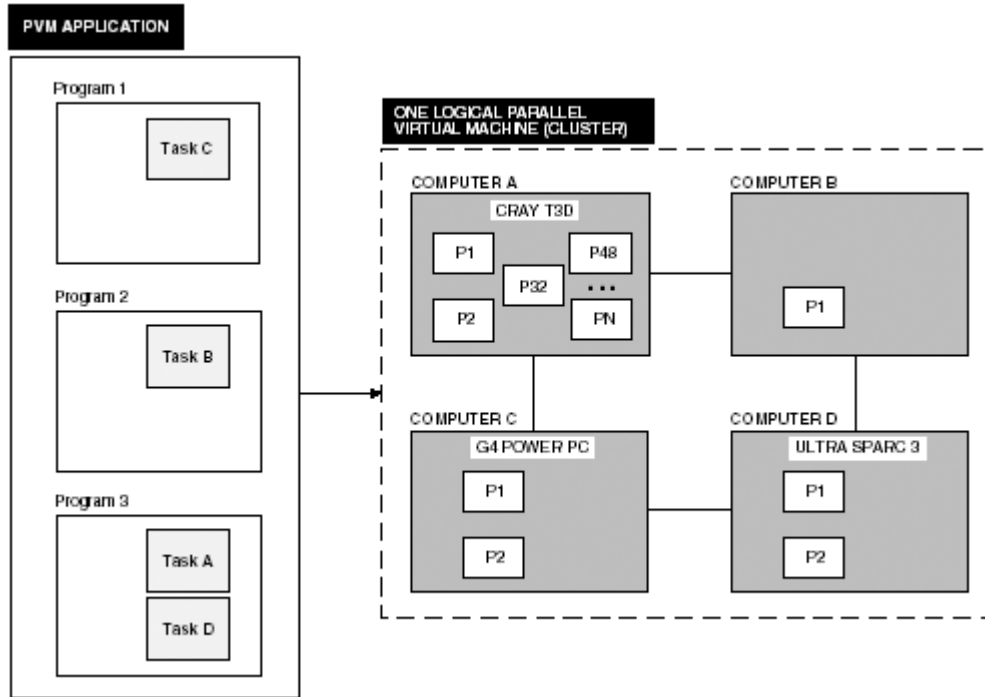 PVM APPLICATION
Program 1
Task C
Program 2
Task B
Program 3
Task A
Task D
ONE LOGICAL PARALLEL
VIRTUAL MACHINE (CLUSTER)
COMPUTER A
CRAY T3D
P1
P48
P32
...
P2
PN
COMPUTER B
P1
COMPUTER C
G4 POWER PC
P1
P2
COMPUTER D
ULTRA SPARC 3
P1
P2